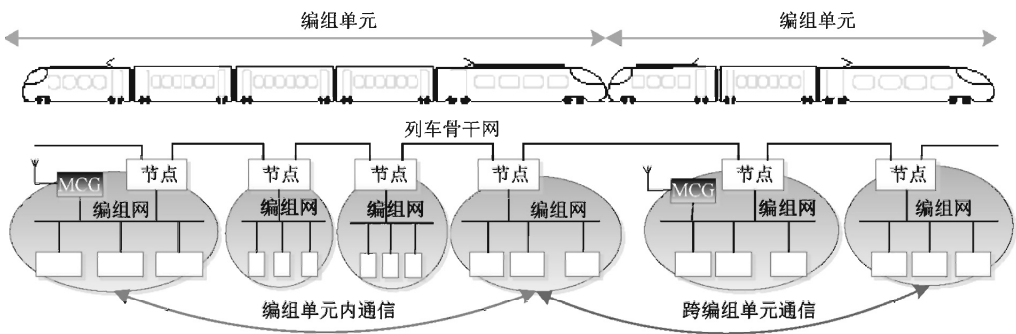 编组单元 编组单元
列车骨干网
MCG 节点 节点 节点 节点 MCG 节点 节点
编组网 编组网 编组网 编组网 编组网 编组网
编组单元内通信 跨编组单元通信